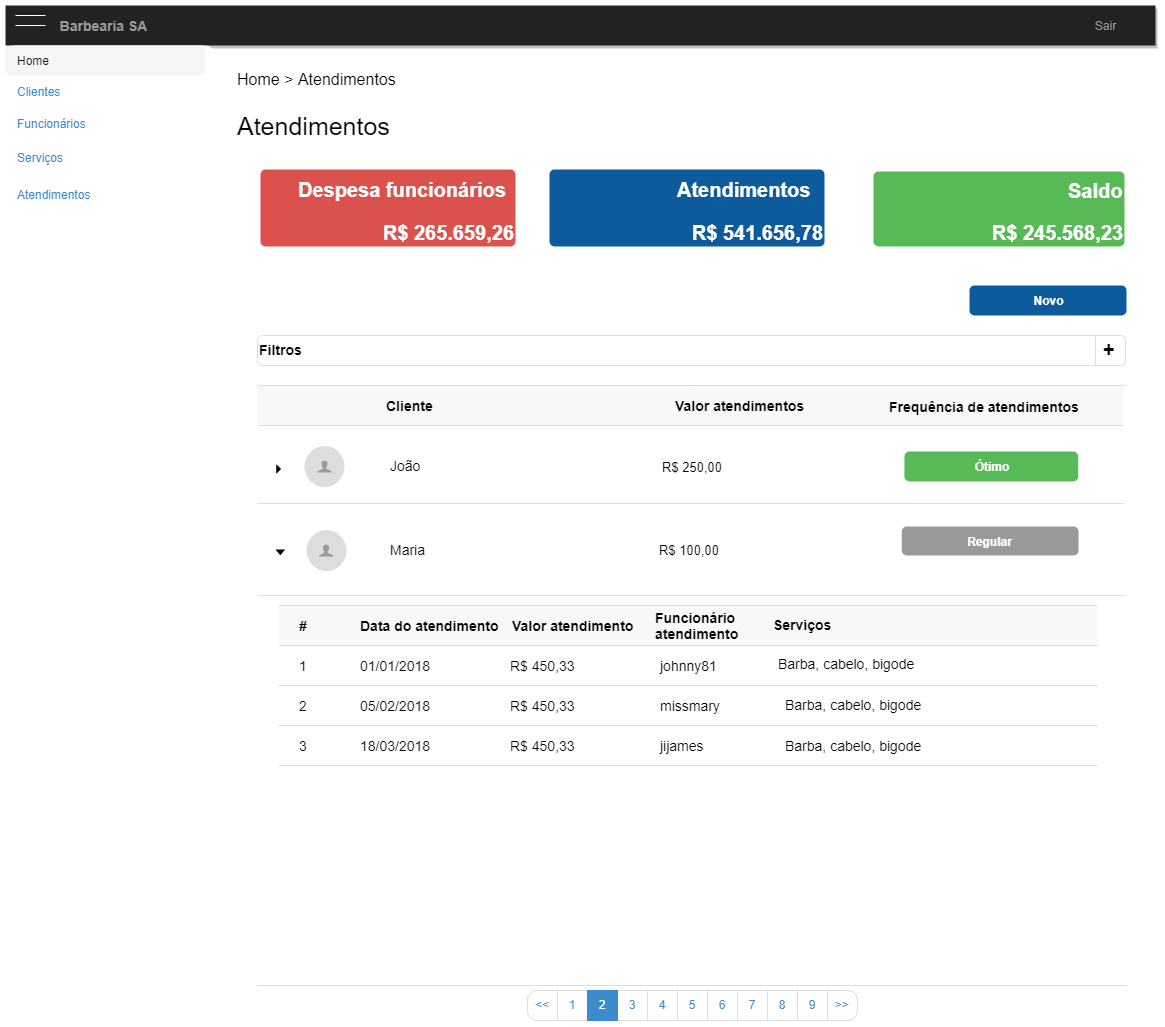 Barbearia SA
Sair
Home
Clientes
Funcionários
Serviços
Atendimentos
Home > Atendimentos
Atendimentos
Despesa funcionários
R$ 265.659,26
Atendimentos
R$ 541.656,78
Saldo
R$ 245.568,23
Novo
Filtros +
Cliente Valor atendimentos Frequência de atendimentos
João R$ 250,00 Ótimo
Maria R$ 100,00 Regular
# Data do atendimento Valor atendimento Funcionário atendimento Serviços
1 01/01/2018 R$ 450,33 johnny81 Barba, cabelo, bigode
2 05/02/2018 R$ 450,33 missmary Barba, cabelo, bigode
3 18/03/2018 R$ 450,33 jijames Barba, cabelo, bigode
<< 1 2 3 4 5 6 7 8 9 >>